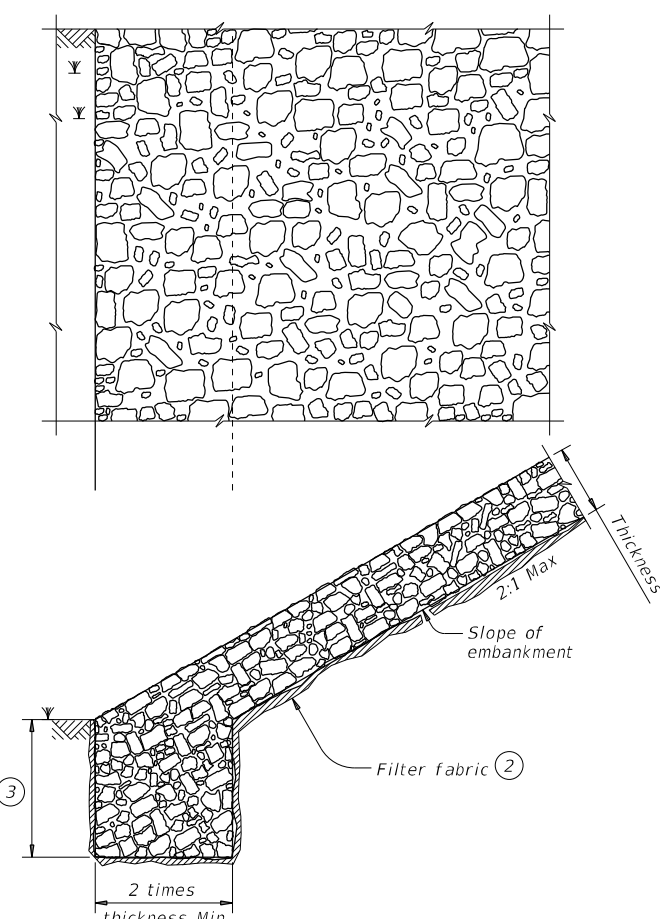 Thickness
2:1 Max
Slope of
embankment
Filter fabric 2
3
2 times
thickness Min